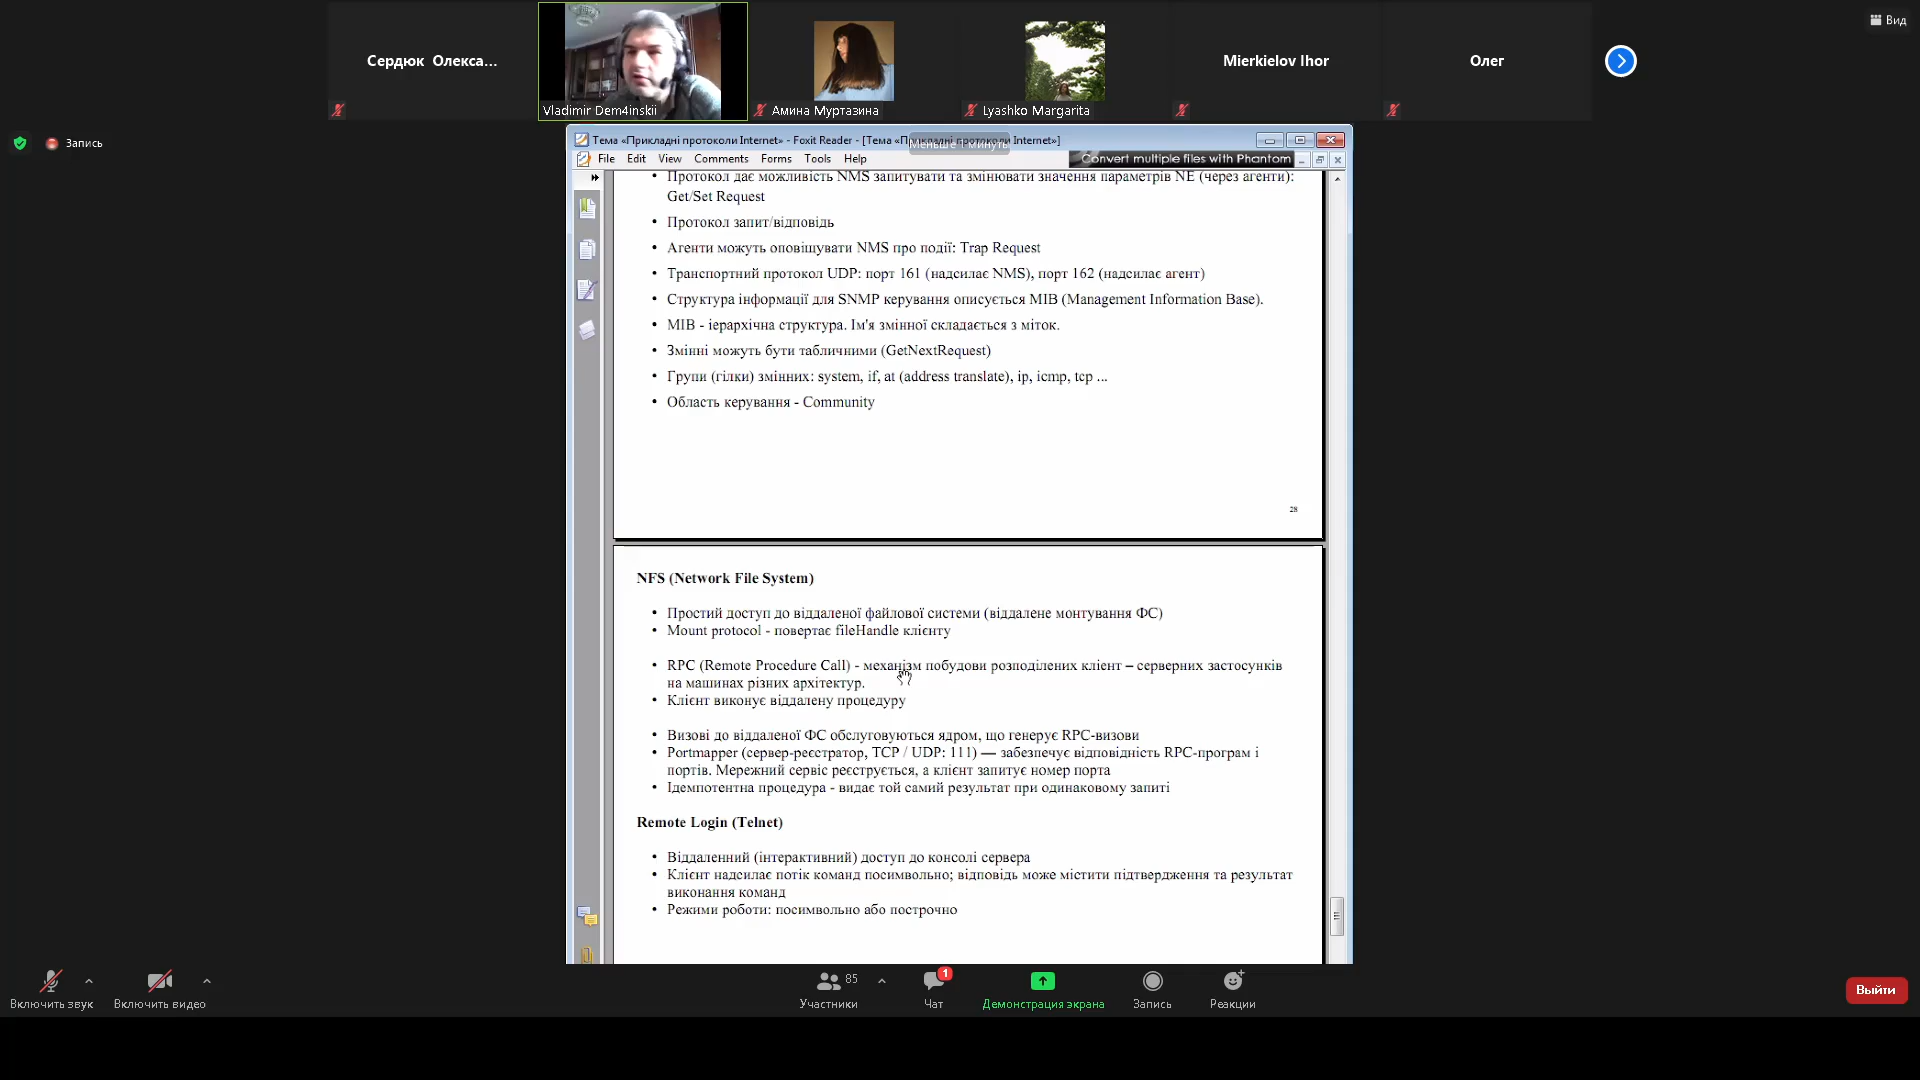 Вид
Сердюк Олекса...
Vladimir Dem4inskii
Амина Муртазина
Lyashko Margarita
Mierkielov Ihor
Олег
Запись
Тема «Прикладні протоколи Internet» - Foxit Reader - [Тема «Прикладні протоколи Internet»]
Меньше 1 минуты
File Edit View Comments Forms Tools Help
Convert multiple files with Phantom
• Протокол дає можливість NMS запитувати та змінювати значення параметрів NE (через агенти):
Get/Set Request
• Протокол запит/відповідь
• Агенти можуть оповіщувати NMS про події: Trap Request
• Транспортний протокол UDP: порт 161 (надсилає NMS), порт 162 (надсилає агент)
• Структура інформації для SNMP керування описується MIB (Management Information Base).
• MIB - ієрархічна структура. Ім'я змінної складається з міток.
• Змінні можуть бути табличними (GetNextRequest)
• Групи (гілки) змінних: system, if, at (address translate), ip, icmp, tcp ...
• Область керування - Community
28
NFS (Network File System)
• Простий доступ до віддаленої файлової системи (віддалене монтування ФС)
• Mount protocol - повертає fileHandle клієнту
• RPC (Remote Procedure Call) - механізм побудови розподілених клієнт – серверних застосунків
на машинах різних архітектур.
• Клієнт виконує віддалену процедуру
• Визові до віддаленої ФС обслуговуються ядром, що генерує RPC-визови
• Portmapper (сервер-реєстратор, TCP / UDP: 111) — забезпечує відповідність RPC-програм і
портів. Мережний сервіс реєструється, а клієнт запитує номер порта
• Ідемпотентна процедура - видає той самий результат при одинаковому запиті
Remote Login (Telnet)
• Віддаленний (інтерактивний) доступ до консолі сервера
• Клієнт надсилає потік команд посимвольно; відповідь може містити підтвердження та результат
виконання команд
• Режими роботи: посимвольно або построчно
Включить звук
Включить видео
85
Участники
1
Чат
Демонстрация экрана
Запись
Реакции
Выйти